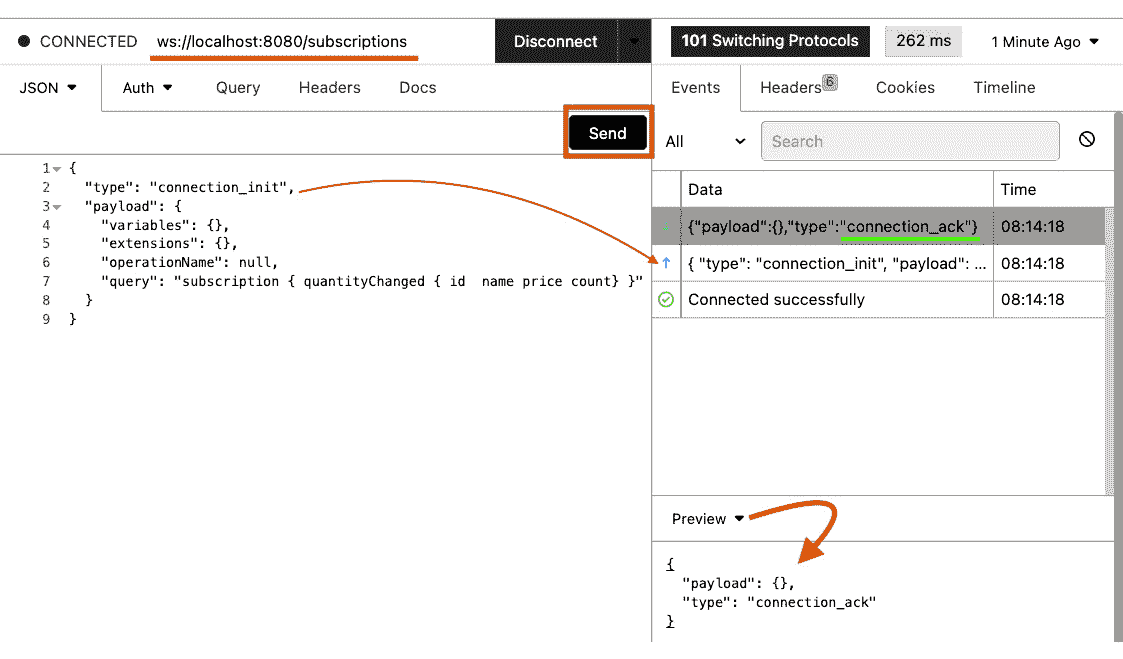 CONNECTED ws://localhost:8080/subscriptions Disconnect
101 Switching Protocols 262 ms 1 Minute Ago
JSON Auth Query Headers Docs
Events Headers 6 Cookies Timeline
Send
All Search
1 {
2 "type": "connection_init",
3 "payload": {
4 "variables": {},
5 "extensions": {},
6 "operationName": null,
7 "query": "subscription { quantityChanged { id  name price count} }"
8 }
9 }
Data Time
{"payload":{},"type":"connection_ack"} 08:14:18
{ "type": "connection_init", "payload": ... 08:14:18
Connected successfully 08:14:18
Preview
{
"payload": {},
"type": "connection_ack"
}